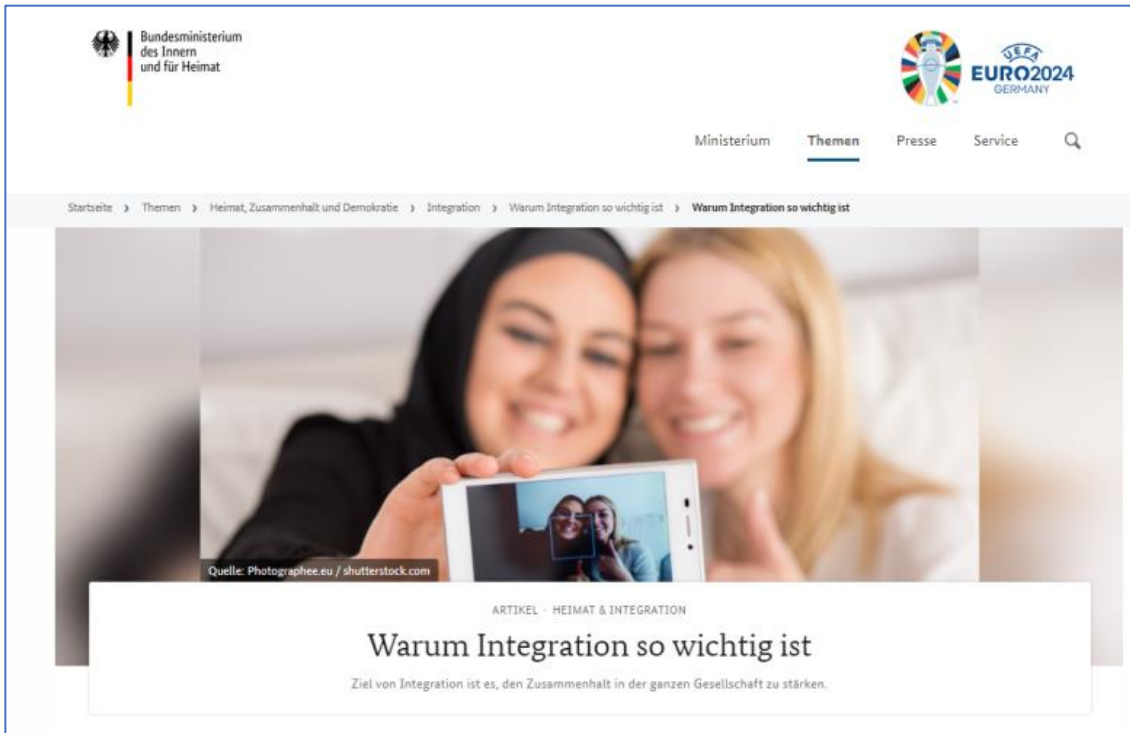 Bundesministerium
des Innern
und für Heimat
UEFA
EURO2024
GERMANY
Ministerium Themen Presse Service
Startseite > Themen > Heimat, Zusammenhalt und Demokratie > Integration > Warum Integration so wichtig ist > Warum Integration so wichtig ist
Quelle: Photographee.eu / shutterstock.com
ARTIKEL · HEIMAT & INTEGRATION
Warum Integration so wichtig ist
Ziel von Integration ist es, den Zusammenhalt in der ganzen Gesellschaft zu stärken.